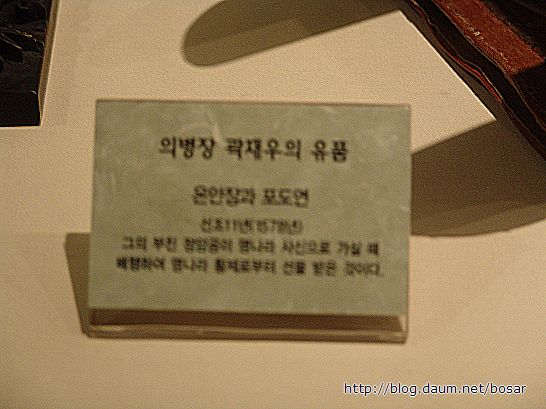 의병장 곽재우의 유품
은안장과 포도연
선조11년(1578년)
그의 부친 정암공이 명나라 사신으로 가실 때
배행하여 명나라 황제로부터 선물 받은 것이다.
http://blog.daum.net/bosar